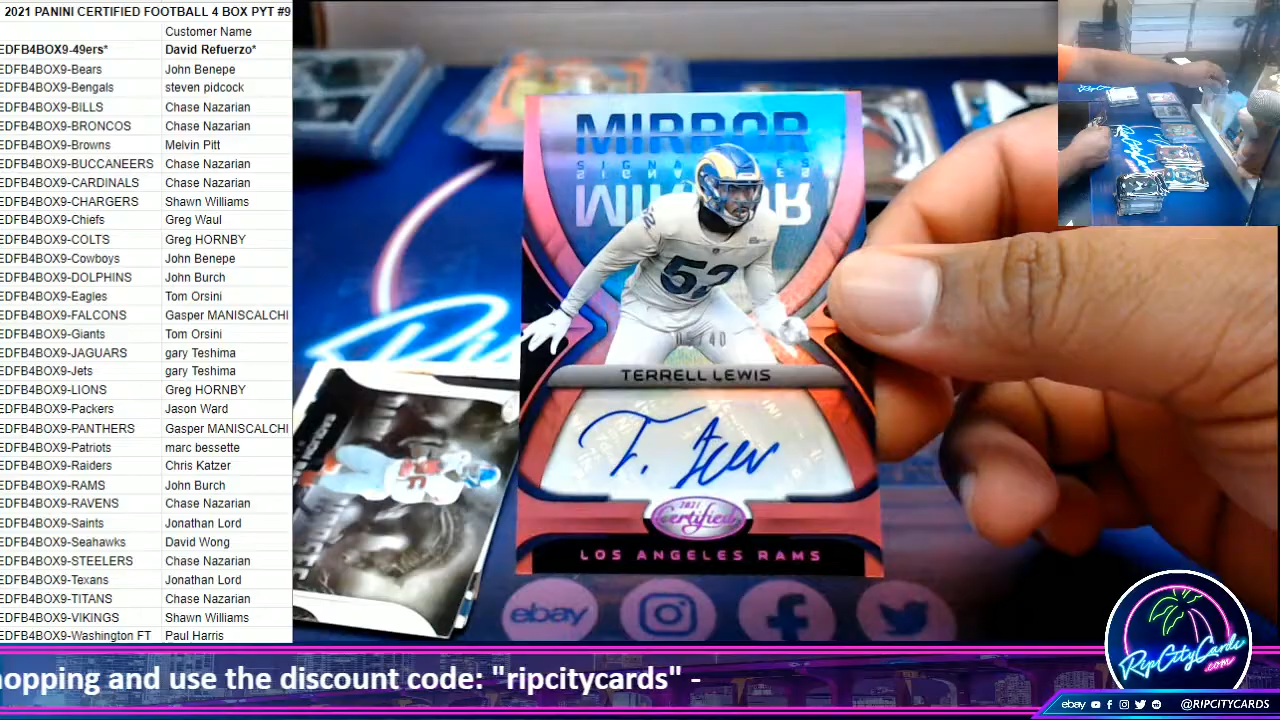 2021 PANINI CERTIFIED FOOTBALL 4 BOX PYT #9
Customer Name
EDFB4BOX9-49ers* David Refuerzo*
EDFB4BOX9-Bears John Benepe
EDFB4BOX9-Bengals steven pidcock
EDFB4BOX9-BILLS Chase Nazarian
EDFB4BOX9-BRONCOS Chase Nazarian
EDFB4BOX9-Browns Melvin Pitt
EDFB4BOX9-BUCCANEERS Chase Nazarian
EDFB4BOX9-CARDINALS Chase Nazarian
EDFB4BOX9-CHARGERS Shawn Williams
EDFB4BOX9-Chiefs Greg Waul
EDFB4BOX9-COLTS Greg HORNBY
EDFB4BOX9-Cowboys John Benepe
EDFB4BOX9-DOLPHINS John Burch
EDFB4BOX9-Eagles Tom Orsini
EDFB4BOX9-FALCONS Gasper MANISCALCHI
EDFB4BOX9-Giants Tom Orsini
EDFB4BOX9-JAGUARS gary Teshima
EDFB4BOX9-Jets gary Teshima
EDFB4BOX9-LIONS Greg HORNBY
EDFB4BOX9-Packers Jason Ward
EDFB4BOX9-PANTHERS Gasper MANISCALCHI
EDFB4BOX9-Patriots marc bessette
EDFB4BOX9-Raiders Chris Katzer
EDFB4BOX9-RAMS John Burch
EDFB4BOX9-RAVENS Chase Nazarian
EDFB4BOX9-Saints Jonathan Lord
EDFB4BOX9-Seahawks David Wong
EDFB4BOX9-STEELERS Chase Nazarian
EDFB4BOX9-Texans Jonathan Lord
EDFB4BOX9-TITANS Chase Nazarian
EDFB4BOX9-VIKINGS Shawn Williams
EDFB4BOX9-Washington FT Paul Harris
MIRROR
SIGNATURES
52
/40
TERRELL LEWIS
2021
Certified
LOS ANGELES RAMS
ebay
RipCityCards
.com
hopping and use the discount code: "ripcitycards" -
ebay @RIPCITYCARDS